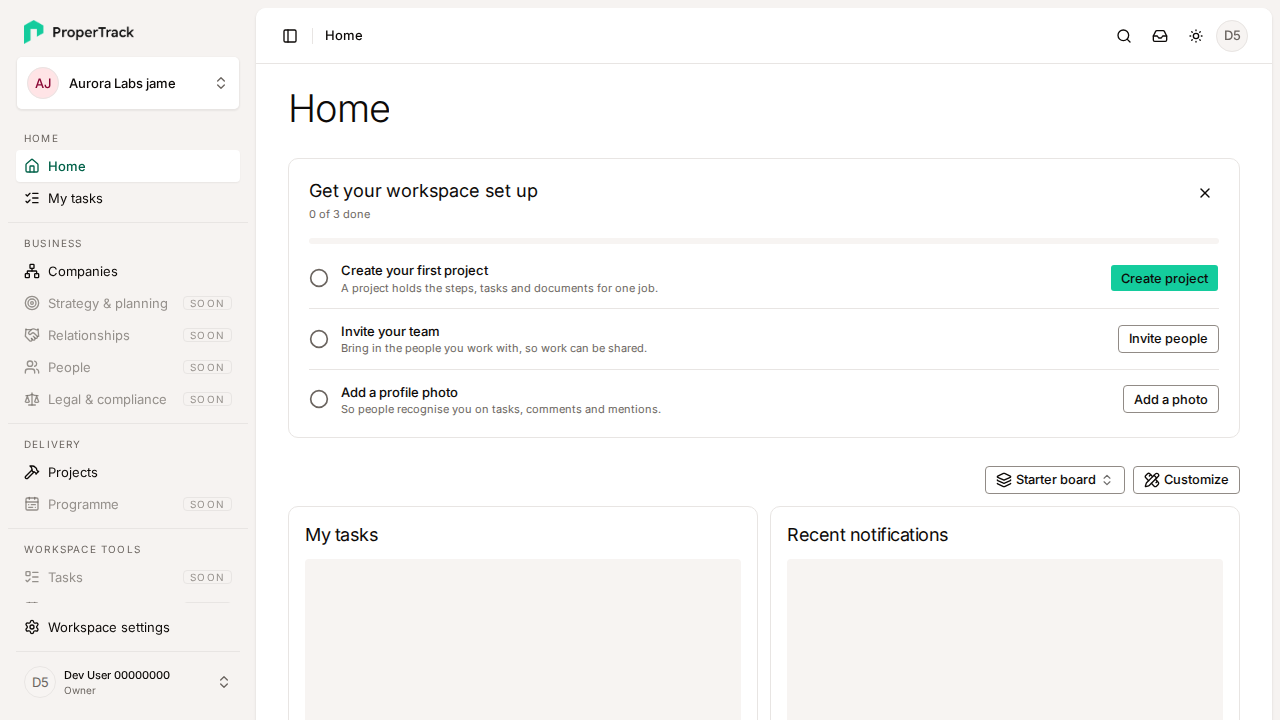 ProperTrack
AJ
Aurora Labs jame
HOME
Home
My tasks
BUSINESS
Companies
Strategy & planning SOON
Relationships SOON
People SOON
Legal & compliance SOON
DELIVERY
Projects
Programme SOON
WORKSPACE TOOLS
Tasks SOON
Workspace settings
D5
Dev User 00000000
Owner
Home
D5
Home
Get your workspace set up
0 of 3 done
Create your first project
A project holds the steps, tasks and documents for one job.
Create project
Invite your team
Bring in the people you work with, so work can be shared.
Invite people
Add a profile photo
So people recognise you on tasks, comments and mentions.
Add a photo
Starter board
Customize
My tasks
Recent notifications